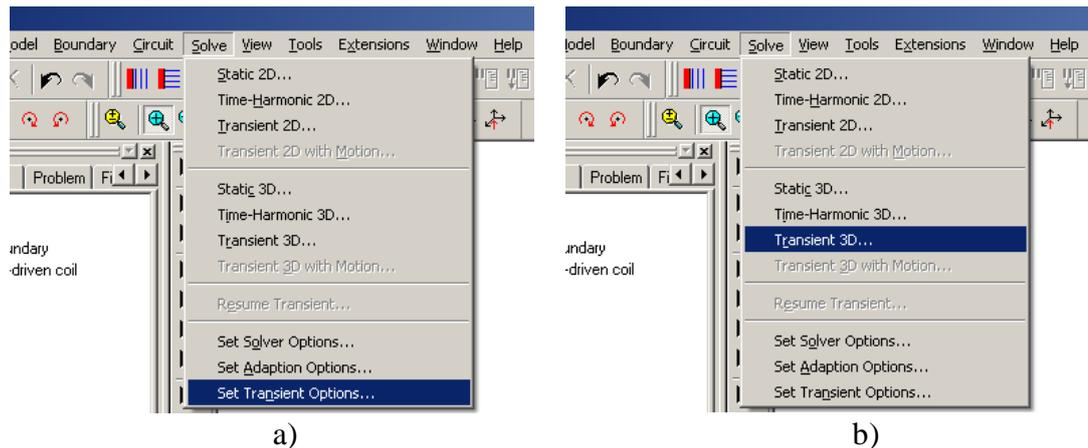 odel Boundary Circuit Solve View Tools Extensions Window Help
Static 2D...
Time-Harmonic 2D...
Transient 2D...
Transient 2D with Motion...
Problem
Static 3D...
Time-Harmonic 3D...
Transient 3D...
undary
-driven coil
Transient 3D with Motion...
Resume Transient...
Set Solver Options...
Set Adaption Options...
Set Transient Options...
a)
odel Boundary Circuit Solve View Tools Extensions Window Help
Static 2D...
Time-Harmonic 2D...
Transient 2D...
Transient 2D with Motion...
Problem
Static 3D...
Time-Harmonic 3D...
Transient 3D...
undary
-driven coil
Transient 3D with Motion...
Resume Transient...
Set Solver Options...
Set Adaption Options...
Set Transient Options...
b)